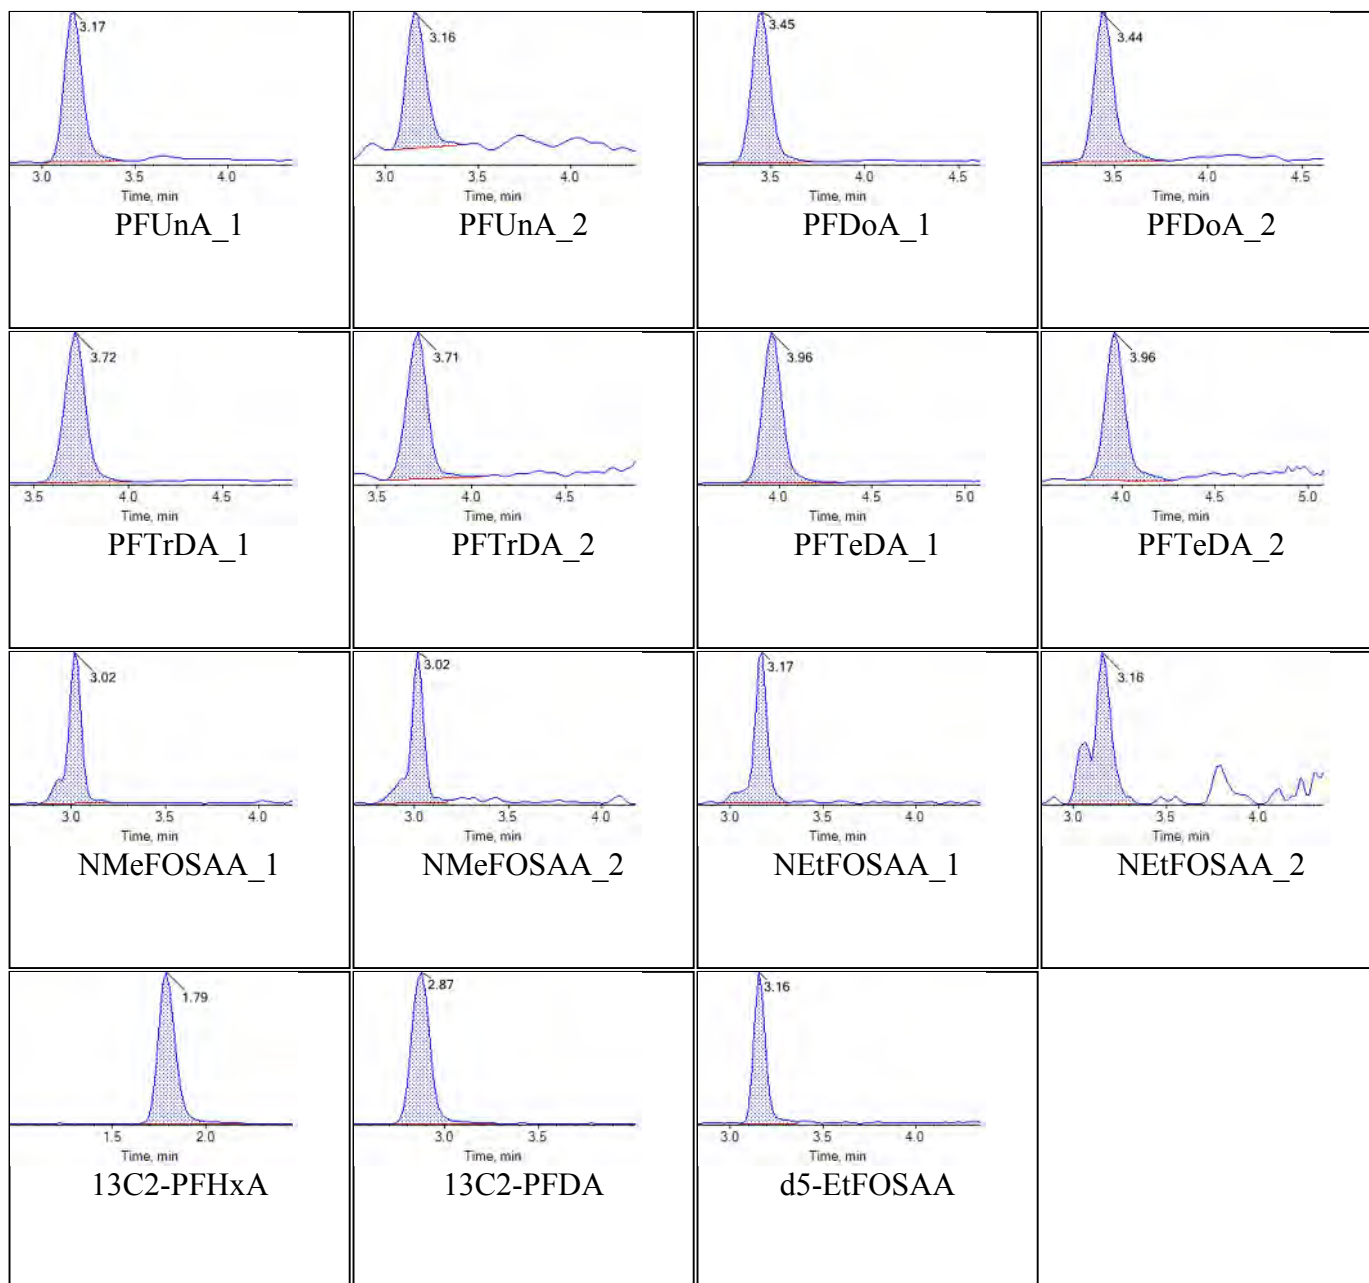 3.17
3.0 3.5 4.0
Time, min
PFUnA_1
3.16
3.0 3.5 4.0
Time, min
PFUnA_2
3.45
3.5 4.0 4.5
Time, min
PFDoA_1
3.44
3.5 4.0 4.5
Time, min
PFDoA_2
3.72
3.5 4.0 4.5
Time, min
PFTrDA_1
3.71
3.5 4.0 4.5
Time, min
PFTrDA_2
3.96
4.0 4.5 5.0
Time, min
PFTeDA_1
3.96
4.0 4.5 5.0
Time, min
PFTeDA_2
3.02
3.0 3.5 4.0
Time, min
NMeFOSAA_1
3.02
3.0 3.5 4.0
Time, min
NMeFOSAA_2
3.17
3.0 3.5 4.0
Time, min
NEtFOSAA_1
3.16
3.0 3.5 4.0
Time, min
NEtFOSAA_2
1.79
1.5 2.0
Time, min
13C2-PFHxA
2.87
3.0 3.5
Time, min
13C2-PFDA
3.16
3.0 3.5 4.0
Time, min
d5-EtFOSAA